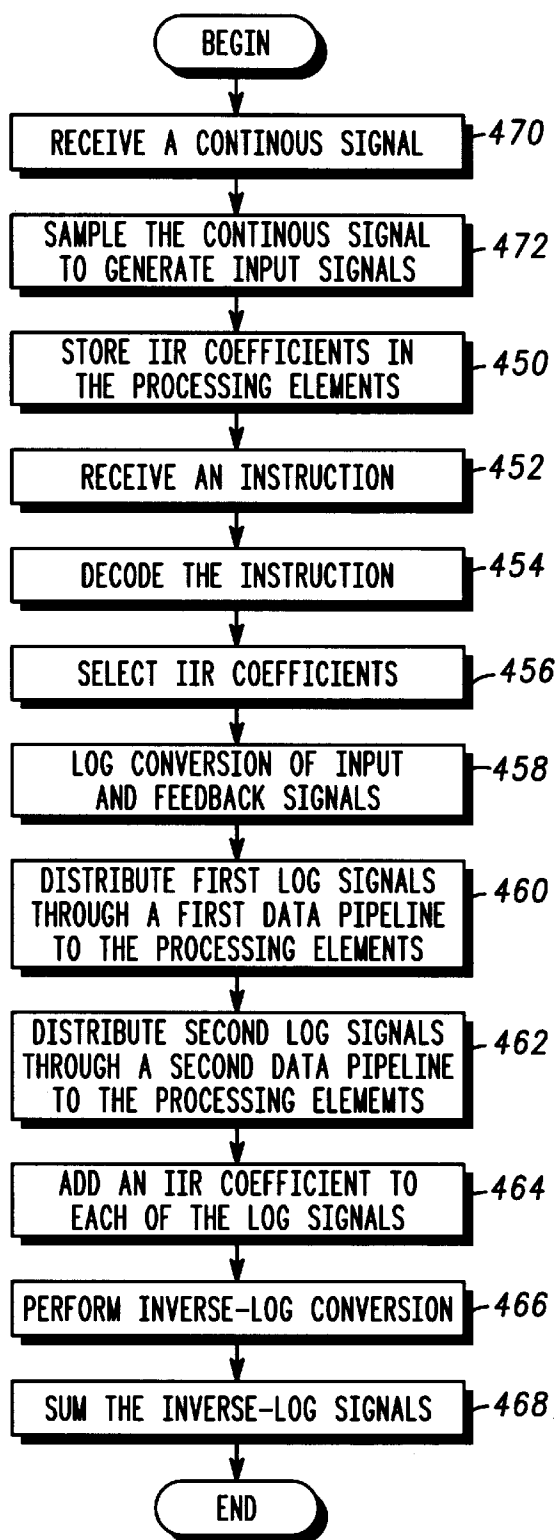 BEGIN
RECEIVE A CONTINOUS SIGNAL
470
SAMPLE THE CONTINOUS SIGNAL
TO GENERATE INPUT SIGNALS
472
STORE IIR COEFFICIENTS IN
THE PROCESSING ELEMENTS
450
RECEIVE AN INSTRUCTION
452
DECODE THE INSTRUCTION
454
SELECT IIR COEFFICIENTS
456
LOG CONVERSION OF INPUT
AND FEEDBACK SIGNALS
458
DISTRIBUTE FIRST LOG SIGNALS
THROUGH A FIRST DATA PIPELINE
TO THE PROCESSING ELEMENTS
460
DISTRIBUTE SECOND LOG SIGNALS
THROUGH A SECOND DATA PIPELINE
TO THE PROCESSING ELEMEMTS
462
ADD AN IIR COEFFICIENT TO
EACH OF THE LOG SIGNALS
464
PERFORM INVERSE-LOG CONVERSION
466
SUM THE INVERSE-LOG SIGNALS
468
END